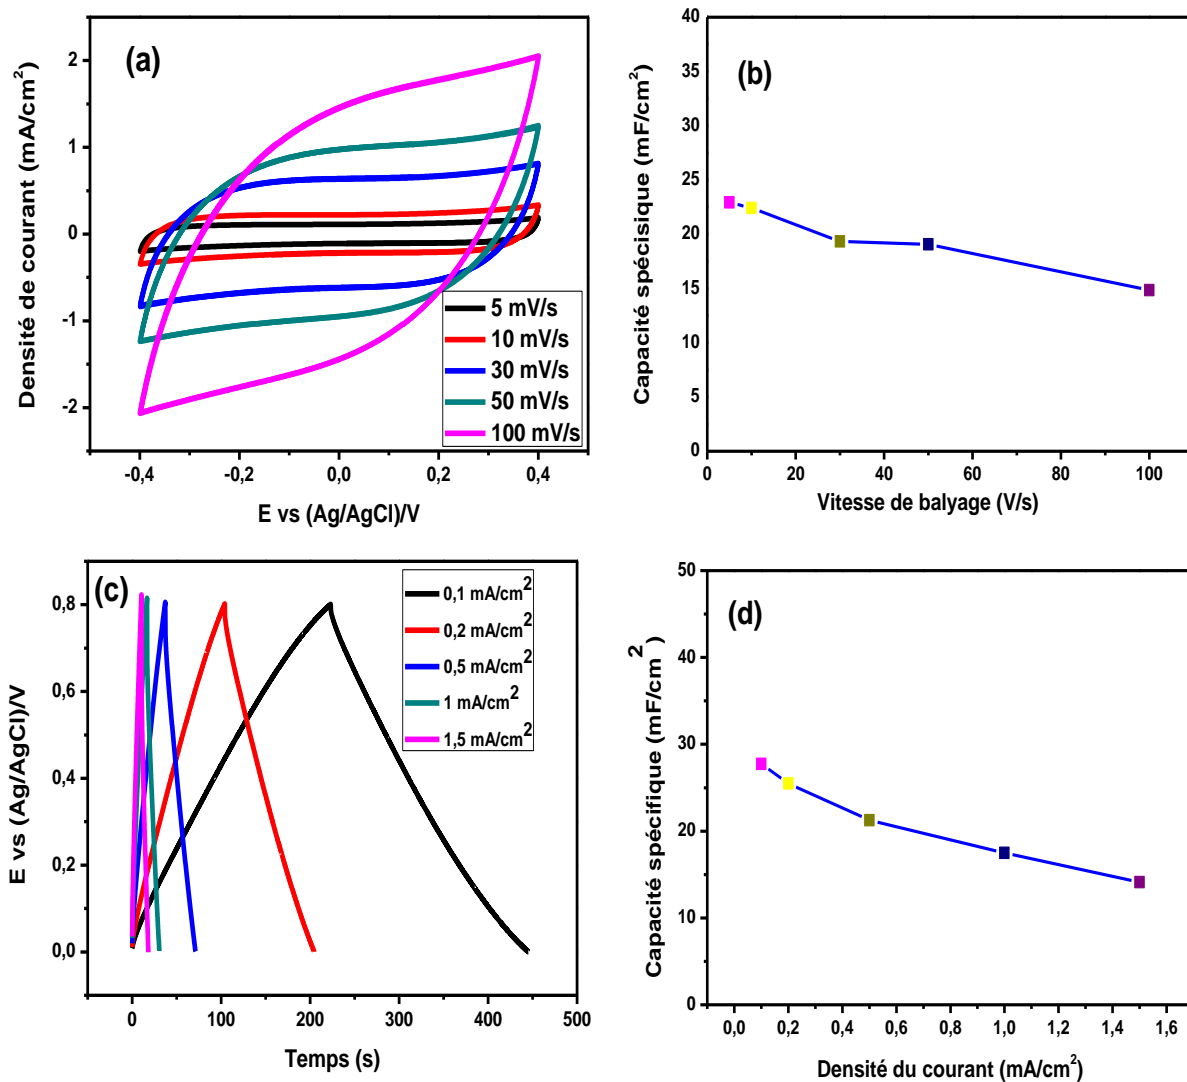 (a)
Densité de courant (mA/cm²)
2
1
0
-1
-2
-0,4
-0,2
0,0
0,2
0,4
E vs (Ag/AgCl)/V
5 mV/s
10 mV/s
30 mV/s
50 mV/s
100 mV/s
(b)
Capacité spécisique (mF/cm²)
40
35
30
25
20
15
10
5
0
0
20
40
60
80
100
Vitesse de balyage (V/s)
(c)
E vs (Ag/AgCl)/V
0,8
0,6
0,4
0,2
0,0
0
100
200
300
400
500
Temps (s)
0,1 mA/cm²
0,2 mA/cm²
0,5 mA/cm²
1 mA/cm²
1,5 mA/cm²
(d)
Capacité spécifique (mF/cm²)
50
40
30
20
10
0
0,0
0,2
0,4
0,6
0,8
1,0
1,2
1,4
1,6
Densité du courant (mA/cm²)